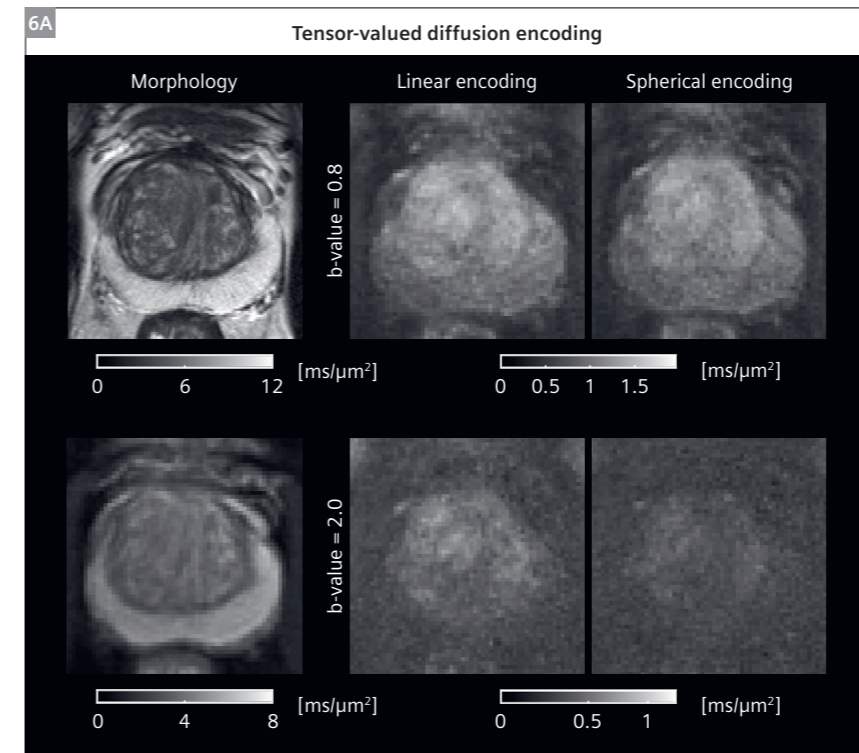 6A
Tensor-valued diffusion encoding
Morphology
Linear encoding
Spherical encoding
b-value = 0.8
0 6 12 [ms/µm²]
0 0.5 1 1.5 [ms/µm²]
b-value = 2.0
0 4 8 [ms/µm²]
0 0.5 1 [ms/µm²]